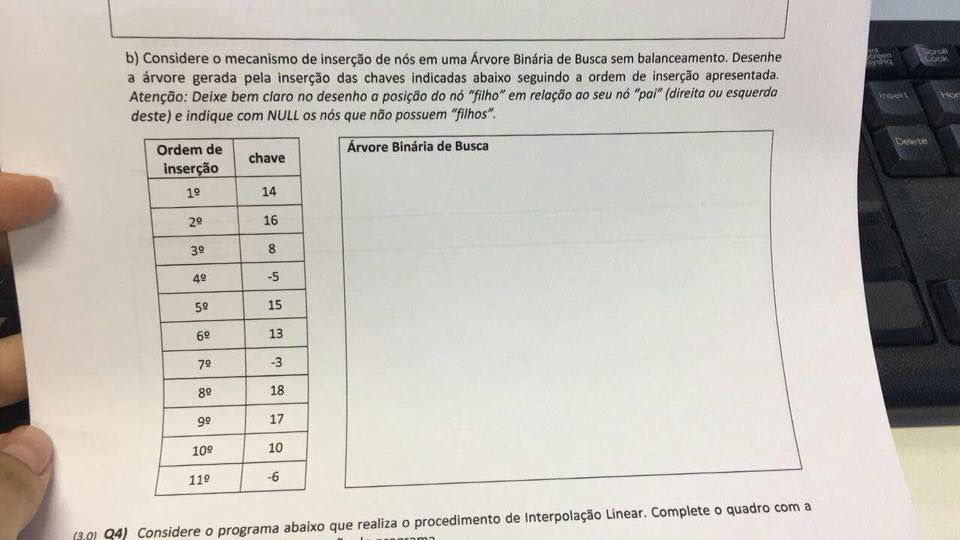 b) Considere o mecanismo de inserção de nós em uma Árvore Binária de Busca sem balanceamento. Desenhe
a árvore gerada pela inserção das chaves indicadas abaixo seguindo a ordem de inserção apresentada.
Atenção: Deixe bem claro no desenho a posição do nó "filho" em relação ao seu nó "pai" (direita ou esquerda
deste) e indique com NULL os nós que não possuem "filhos".
Ordem de inserção chave
1º 14
2º 16
3º 8
4º -5
5º 15
6º 13
7º -3
8º 18
9º 17
10º 10
11º -6
Árvore Binária de Busca
(3,0) Q4) Considere o programa abaixo que realiza o procedimento de Interpolação Linear. Complete o quadro com a
Scroll
Lock
Insert
Delete